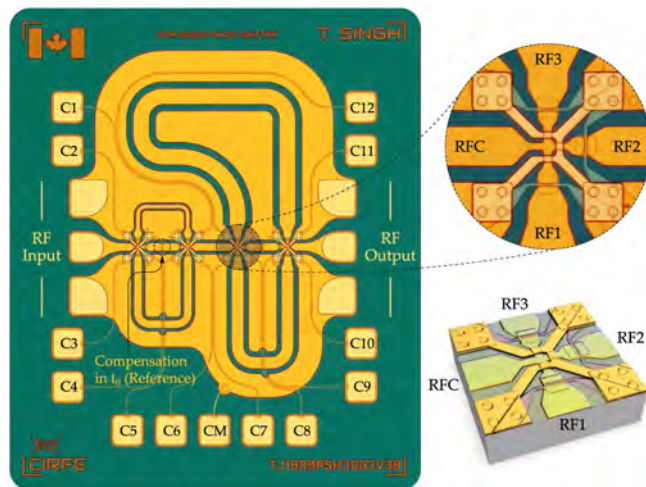 T. SINGH
RF3
C1
C12
C2
C11
RFC
RF2
RF1
RF
Input
RF
Output
RF3
RF2
C3
C10
Compensation
in t₀ (Reference)
C4
C9
RFC
RF1
C5
C6
CM
C7
C8
CIRFE